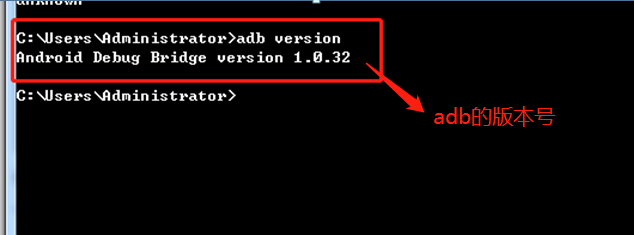 unknown
C:\Users\Administrator>adb version
Android Debug Bridge version 1.0.32
C:\Users\Administrator>
adb的版本号